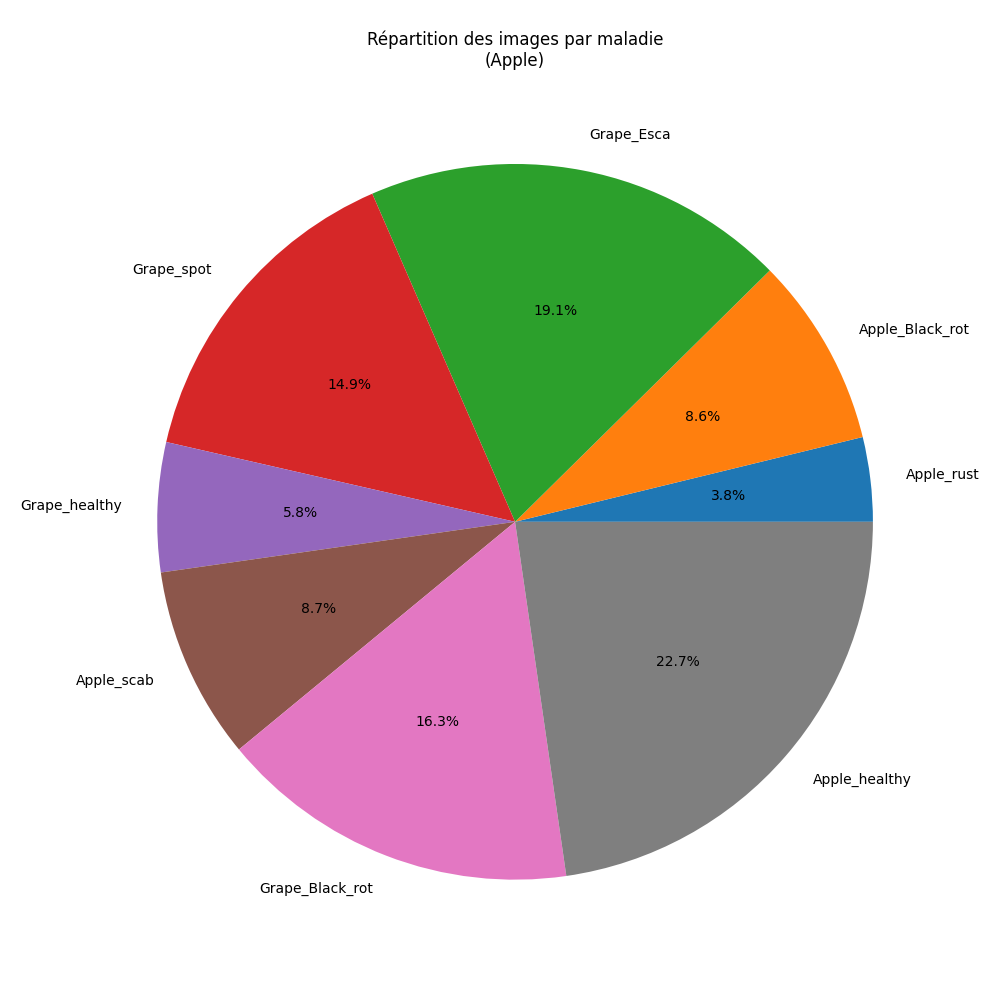 Répartition des images par maladie
(Apple)
Grape_Esca
Grape_spot
19.1%
Apple_Black_rot
14.9%
8.6%
Apple_rust
3.8%
Grape_healthy
5.8%
8.7%
Apple_scab
22.7%
16.3%
Apple_healthy
Grape_Black_rot